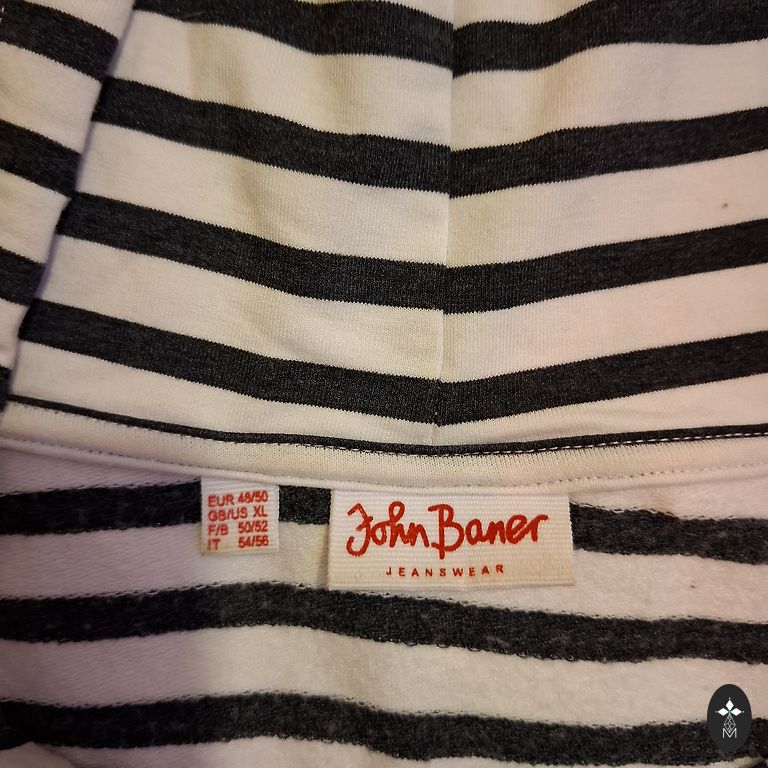 EUR 48/50
GB/US XL
F/B 50/52
IT 54/56
John Baner
JEANSWEAR
M